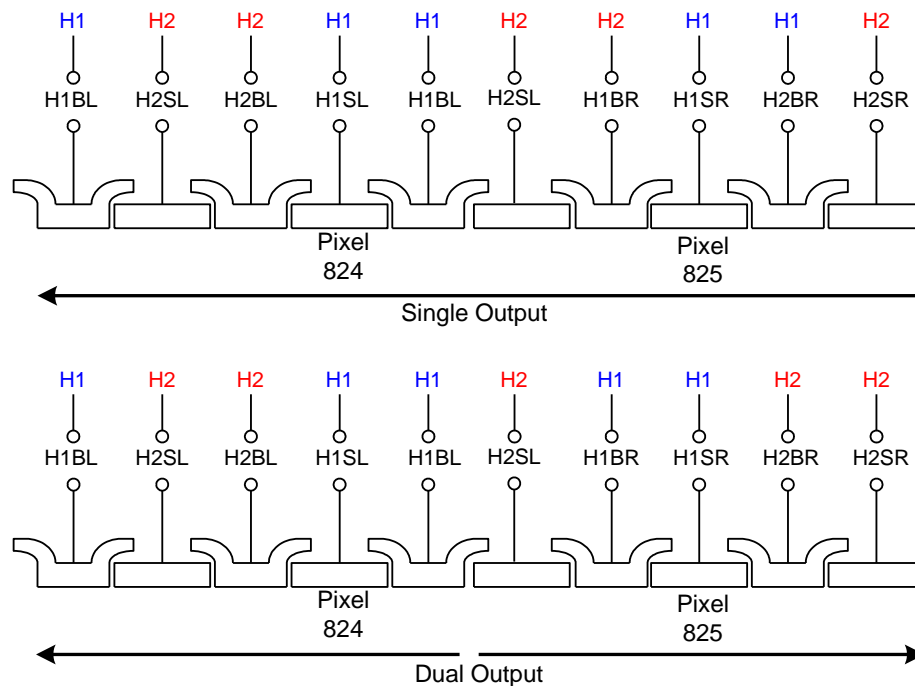 H1 H2 H2 H1 H1 H2 H2 H1 H1 H2
H1BL H2SL H2BL H1SL H1BL H2SL H1BR H1SR H2BR H2SR
Pixel Pixel
824 825
Single Output
H1 H2 H2 H1 H1 H2 H1 H1 H2 H2
H1BL H2SL H2BL H1SL H1BL H2SL H1BR H1SR H2BR H2SR
Pixel Pixel
824 825
Dual Output